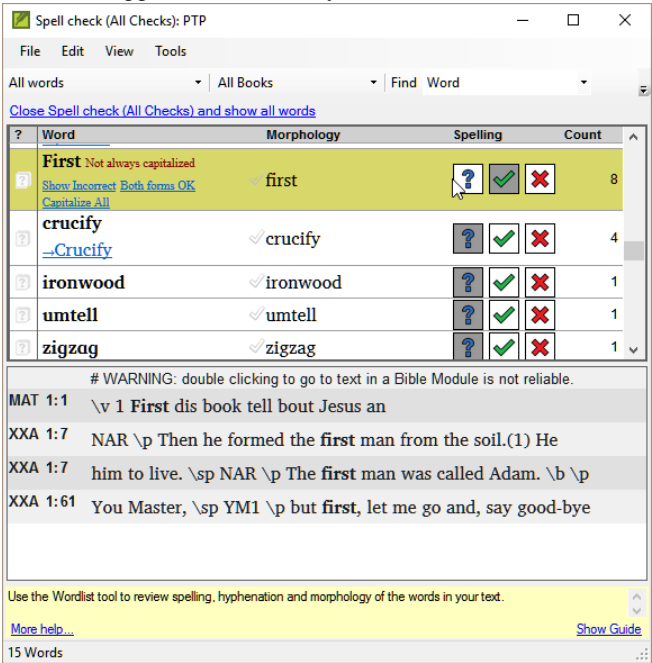 Spell check (All Checks): PTP
File Edit View Tools
All words All Books Find Word
Close Spell check (All Checks) and show all words
? Word Morphology Spelling Count
First Not always capitalized
Show Incorrect Both forms OK
Capitalize All
first 8
crucify
→Crucify
crucify 4
ironwood ironwood 1
umtell umtell 1
zigzag zigzag 1
# WARNING: double clicking to go to text in a Bible Module is not reliable.
MAT 1:1 \v 1 First dis book tell bout Jesus an
XXA 1:7 NAR \p Then he formed the first man from the soil.(1) He
XXA 1:7 him to live. \sp NAR \p The first man was called Adam. \b \p
XXA 1:61 You Master, \sp YM1 \p but first, let me go and, say good-bye
Use the Wordlist tool to review spelling, hyphenation and morphology of the words in your text.
More help... Show Guide
15 Words